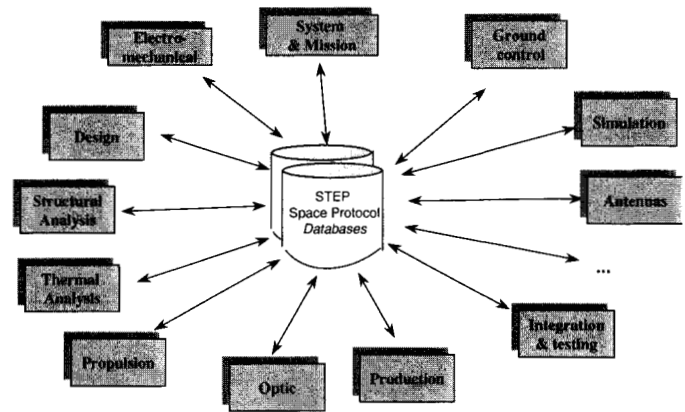 System
& Mission
Ground
control
Electro-
mechanical
Simulation
Design
STEP
Space Protocol
Databases
Structural
Analysis
Antennas
Thermal
Analysis
...
Integration
& testing
Propulsion
Optic
Production